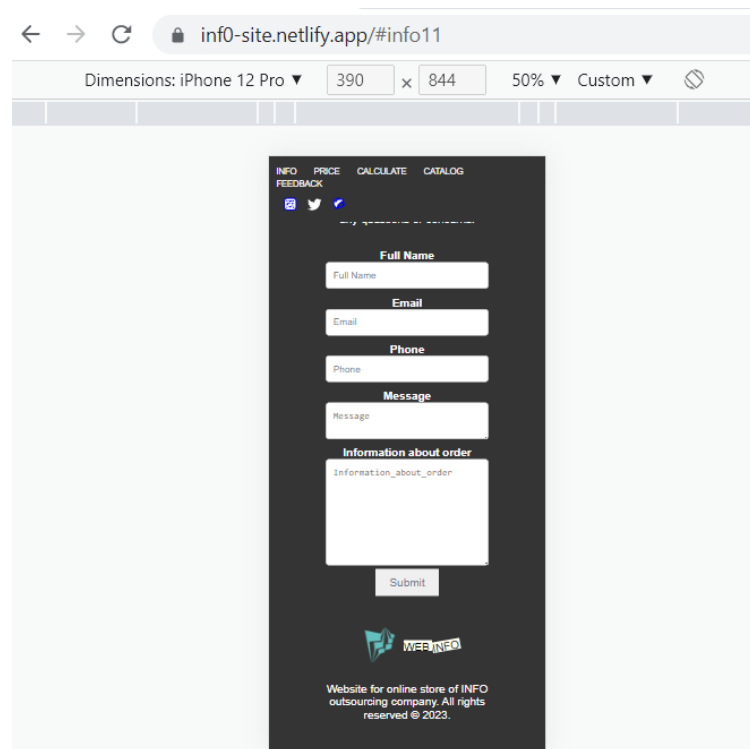 inf0-site.netlify.app/#info11
Dimensions: iPhone 12 Pro ▼ 390 × 844 50% ▼ Custom ▼
INFO PRICE CALCULATE CATALOG
FEEDBACK
Full Name
Full Name
Email
Email
Phone
Phone
Message
Message
Information about order
Information_about_order
Submit
WEB INFO
Website for online store of INFO
outsourcing company. All rights
reserved © 2023.